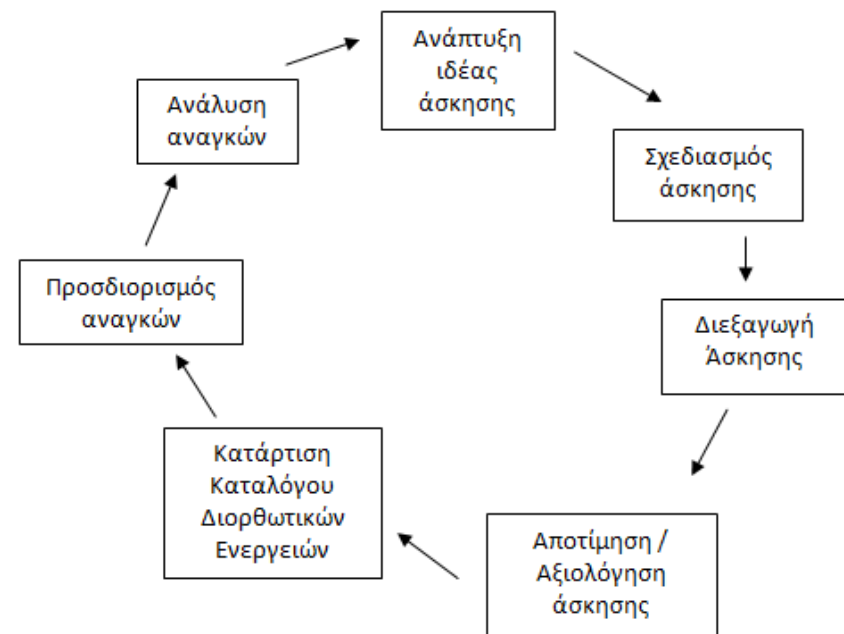 Ανάπτυξη
ιδέας
άσκησης
Ανάλυση
αναγκών
Σχεδιασμός
άσκησης
Προσδιορισμός
αναγκών
Διεξαγωγή
Άσκησης
Κατάρτιση
Καταλόγου
Διορθωτικών
Ενεργειών
Αποτίμηση /
Αξιολόγηση
άσκησης